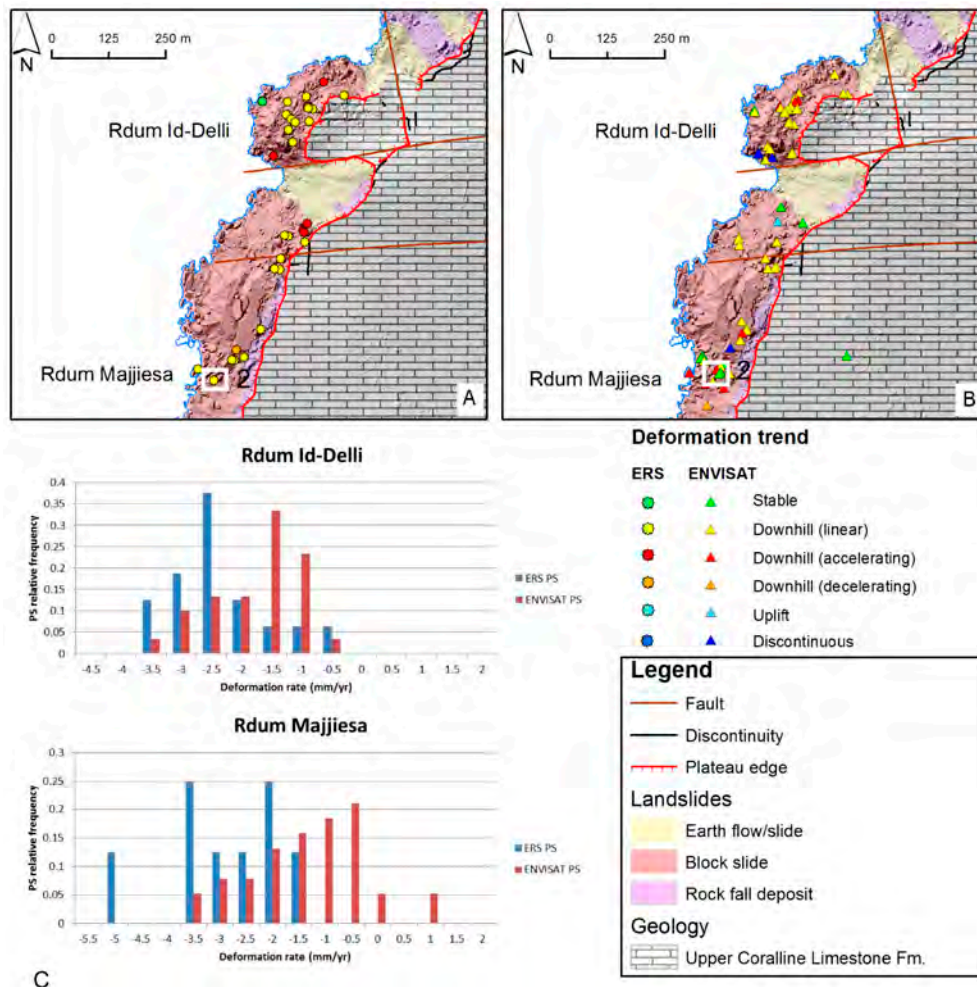 0 125 250 m
N
Rdum Id-Delli
1
Rdum Majjiesa
2
A
0 125 250 m
N
Rdum Id-Delli
1
Rdum Majjiesa
2
B
Rdum Id-Delli
PS relative frequency
0.4
0.35
0.3
0.25
0.2
0.15
0.1
0.05
0
-4.5 -4 -3.5 -3 -2.5 -2 -1.5 -1 -0.5 0 0.5 1 1.5 2
Deformation rate (mm/yr)
ERS PS
ENVISAT PS
Rdum Majjiesa
PS relative frequency
0.3
0.25
0.2
0.15
0.1
0.05
0
-5.5 -5 -3.5 -3 -2.5 -2 -1.5 -1 -0.5 0 0.5 1 1.5 2
Deformation rate (mm/yr)
ERS PS
ENVISAT PS
C
Deformation trend
ERS ENVISAT
Stable
Downhill (linear)
Downhill (accelerating)
Downhill (decelerating)
Uplift
Discontinuous
Legend
Fault
Discontinuity
Plateau edge
Landslides
Earth flow/slide
Block slide
Rock fall deposit
Geology
Upper Coralline Limestone Fm.